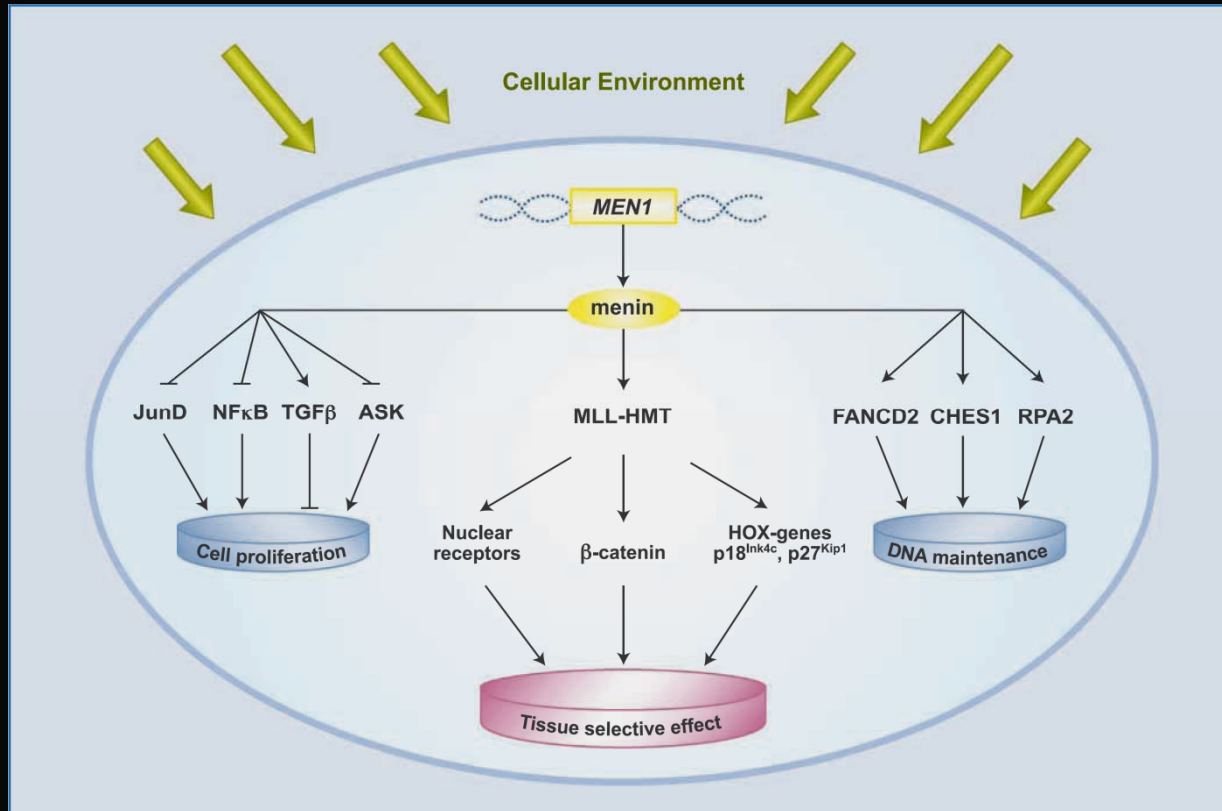 Cellular Environment
MEN1
menin
JunD NFκB TGFβ ASK
MLL-HMT
FANCD2 CHES1 RPA2
Nuclear
receptors
β-catenin
HOX-genes
p18Ink4c, p27Kip1
Cell proliferation
DNA maintenance
Tissue selective effect